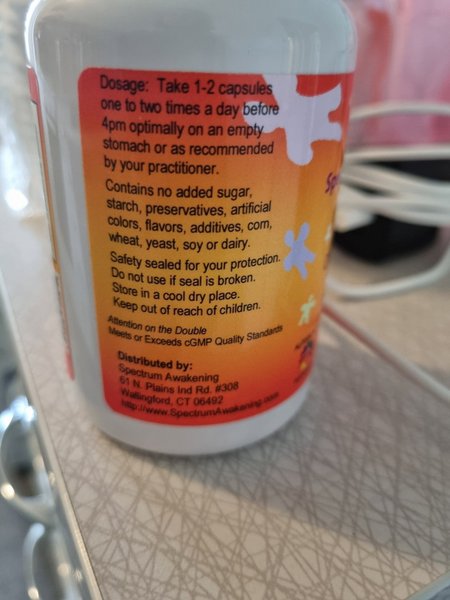 Dosage: Take 1-2 capsules
one to two times a day before
4pm optimally on an empty
stomach or as recommended
by your practitioner.
Contains no added sugar,
starch, preservatives, artificial
colors, flavors, additives, corn,
wheat, yeast, soy or dairy.
Safety sealed for your protection.
Do not use if seal is broken.
Store in a cool dry place.
Keep out of reach of children.
Attention on the Double
Meets or Exceeds cGMP Quality Standards
Distributed by:
Spectrum Awakening
61 N. Plains Ind Rd. #308
Wallingford, CT 06492
http://www.SpectrumAwakening.com